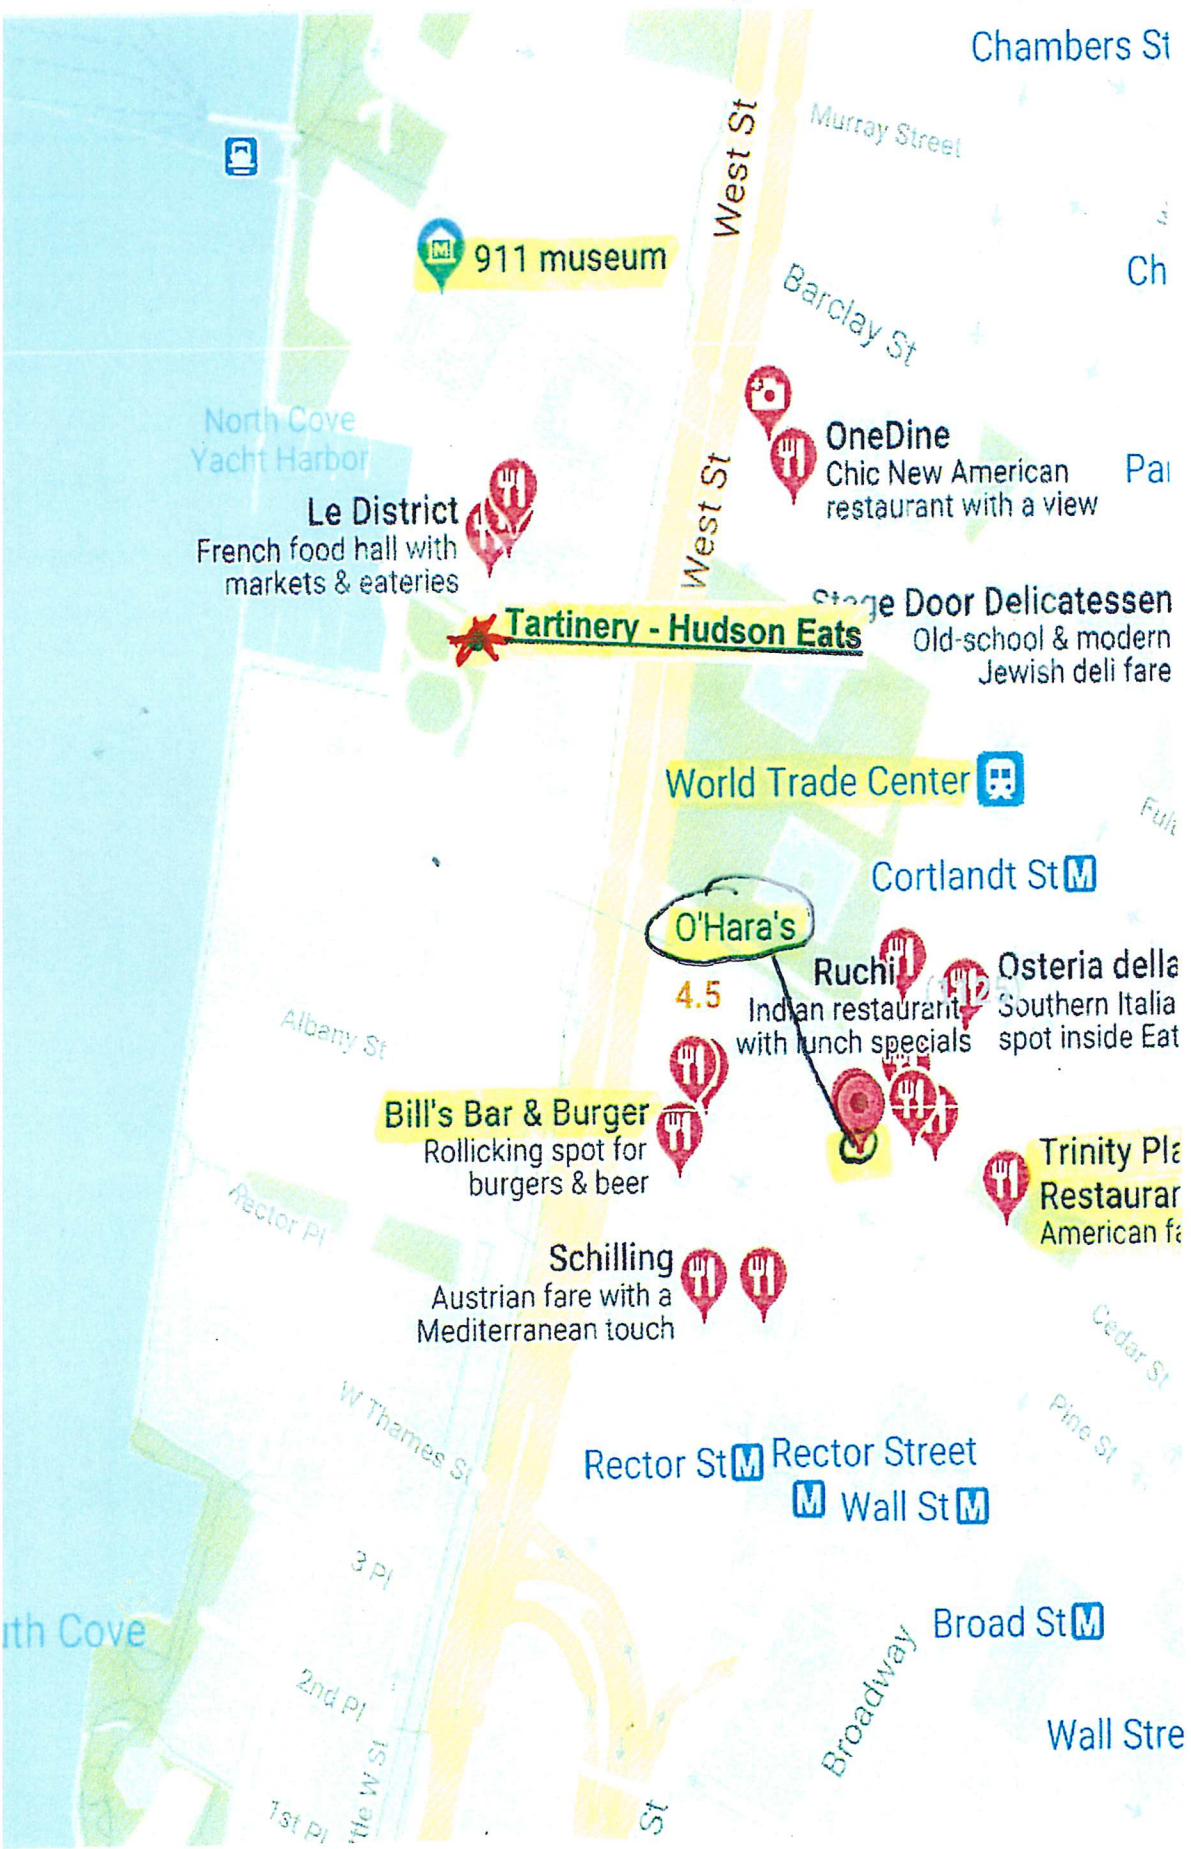 Chambers St
Murray Street
West St
911 museum
Ch
Barclay St
North Cove
Yacht Harbor
OneDine
Chic New American
restaurant with a view
West St
Le District
French food hall with
markets & eateries
Tartinery - Hudson Eats
Stage Door Delicatessen
Old-school & modern
Jewish deli fare
World Trade Center
Cortlandt St M
O'Hara's
4.5
Ruchi
Indian restaurant
with lunch specials
Osteria della
Southern Italia
spot inside Eat
Albany St
Bill's Bar & Burger
Rollicking spot for
burgers & beer
Trinity Pla
Restauran
American fa
Rector Pl
Schilling
Austrian fare with a
Mediterranean touch
Cedar St
Pine St
W Thames St
Rector St M Rector Street
M Wall St M
3 Pl
uth Cove
Broad St M
Broadway
2nd Pl
Wall Stre
ttle W St
1st Pl
St